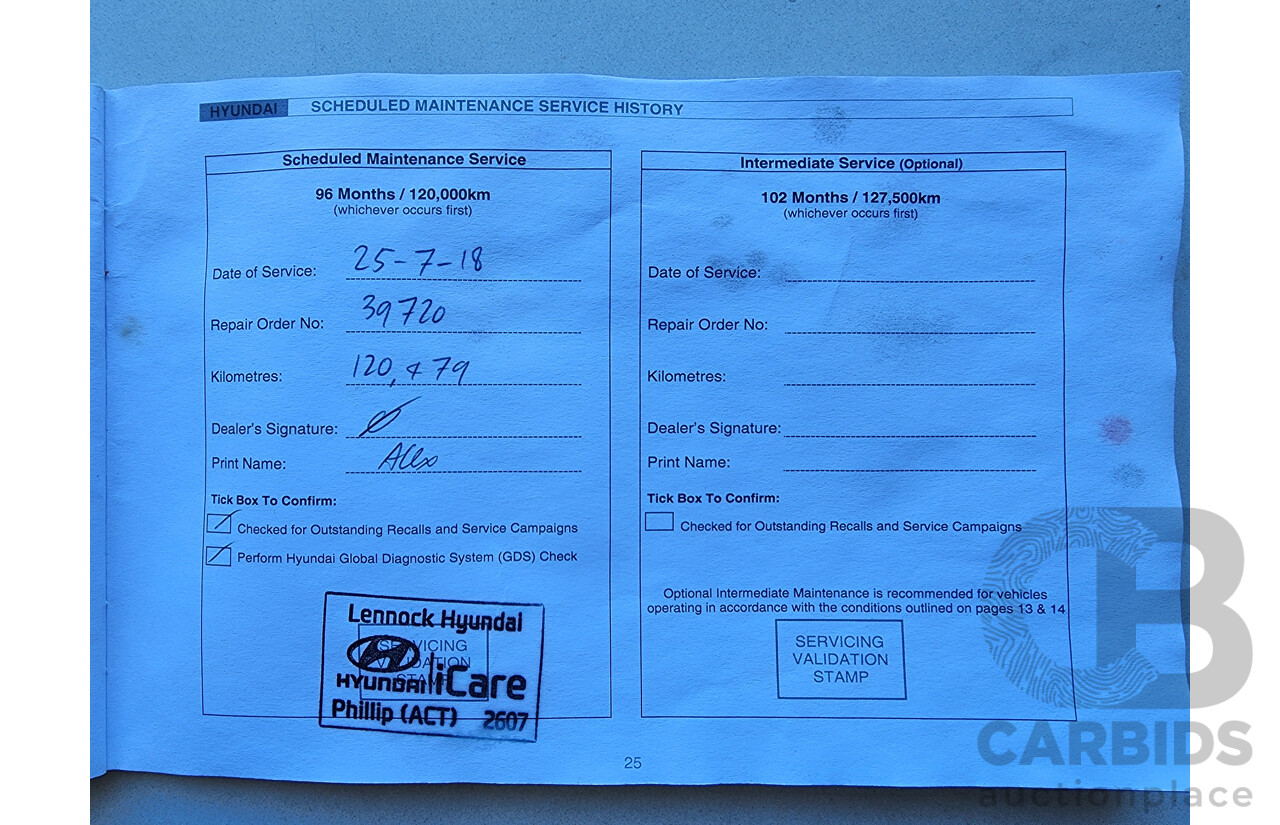 HYUNDAI SCHEDULED MAINTENANCE SERVICE HISTORY
Scheduled Maintenance Service
96 Months / 120,000km
(whichever occurs first)
Date of Service: 25-7-18
Repair Order No: 39720
Kilometres: 120,479
Dealer's Signature:
Print Name: Alex
Tick Box To Confirm:
Checked for Outstanding Recalls and Service Campaigns
Perform Hyundai Global Diagnostic System (GDS) Check
Lennock Hyundai
SERVICING
VALIDATION
STAMP
HYUNDAI iCare
Phillip (ACT) 2607
Intermediate Service (Optional)
102 Months / 127,500km
(whichever occurs first)
Date of Service:
Repair Order No:
Kilometres:
Dealer's Signature:
Print Name:
Tick Box To Confirm:
Checked for Outstanding Recalls and Service Campaigns
Optional Intermediate Maintenance is recommended for vehicles
operating in accordance with the conditions outlined on pages 13 & 14
SERVICING
VALIDATION
STAMP
25
CB
CARBIDS
auctionplace